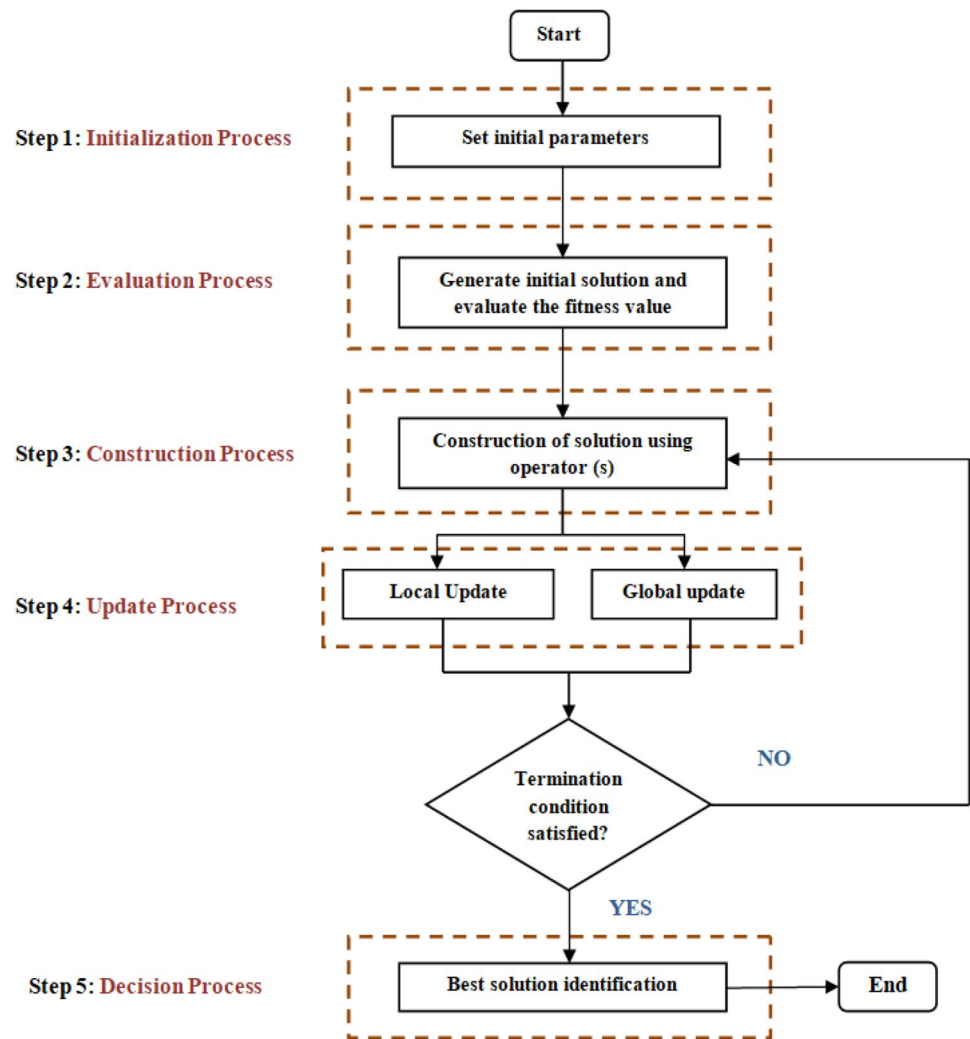 Start
Step 1: Initialization Process
Set initial parameters
Step 2: Evaluation Process
Generate initial solution and
evaluate the fitness value
Step 3: Construction Process
Construction of solution using
operator (s)
Step 4: Update Process
Local Update
Global update
Termination
condition
satisfied?
NO
YES
Step 5: Decision Process
Best solution identification
End